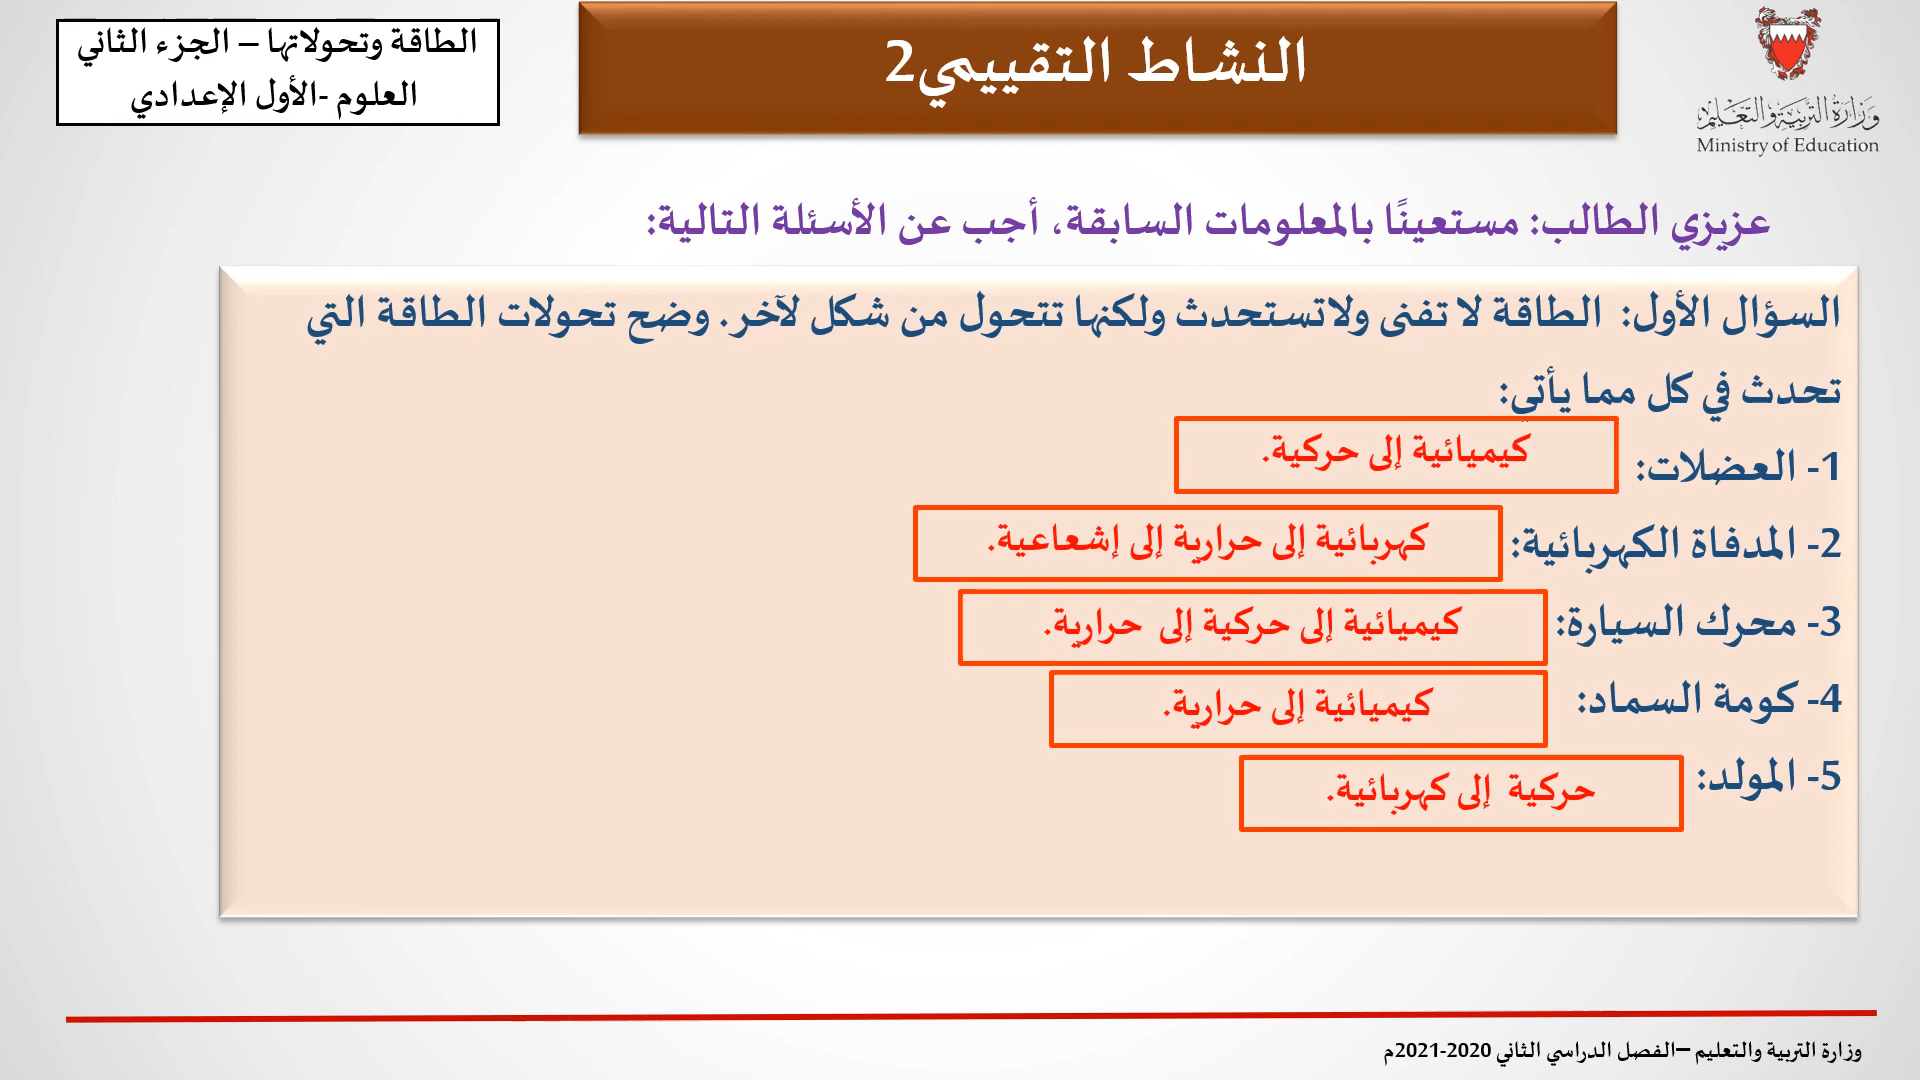 الطاقة وتحولاتها – الجزء الثاني
العلوم -الأول الإعدادي
النشاط التقييمي2
وزارة التربية والتعليم
Ministry of Education
عزيزي الطالب: مستعينًا بالمعلومات السابقة، أجب عن الأسئلة التالية:
السؤال الأول: الطاقة لا تفنى ولاتستحدث ولكنها تتحول من شكل لآخر. وضح تحولات الطاقة التي
تحدث في كل مما يأتي:
1- العضلات: كيميائية إلى حركية.
2- المدفاة الكهربائية: كهربائية إلى حرارية إلى إشعاعية.
3- محرك السيارة: كيميائية إلى حركية إلى حرارية.
4- كومة السماد: كيميائية إلى حرارية.
5- المولد: حركية إلى كهربائية.
وزارة التربية والتعليم –الفصل الدراسي الثاني 2020-2021م